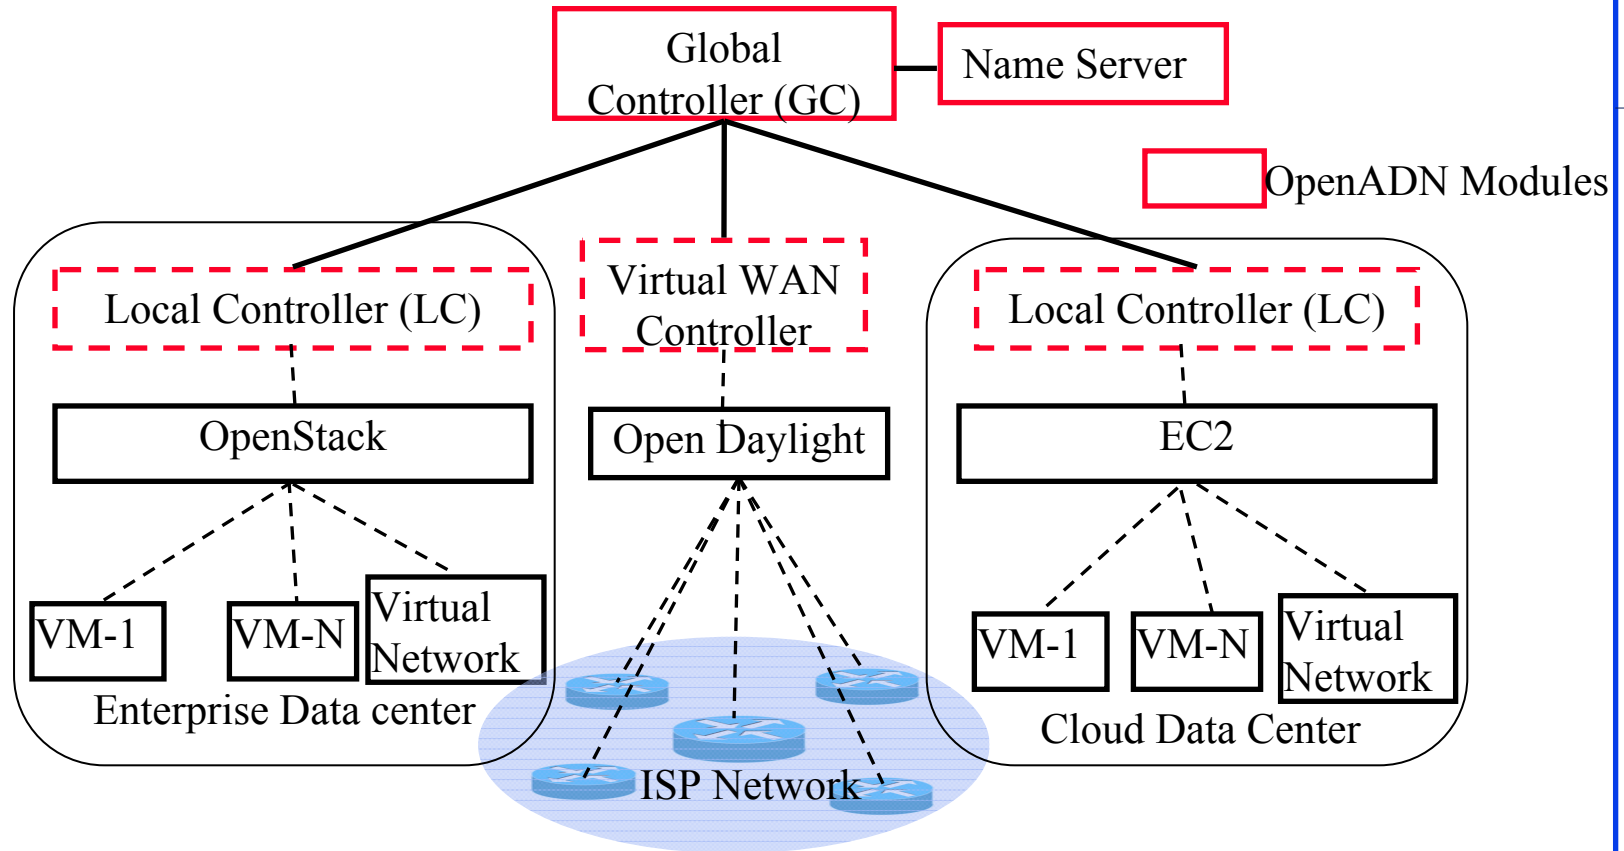 Global
Controller (GC)
Name Server
OpenADN Modules
Local Controller (LC)
Virtual WAN
Controller
Local Controller (LC)
OpenStack
Open Daylight
EC2
VM-1
VM-N
Virtual
Network
VM-1
VM-N
Virtual
Network
Enterprise Data center
Cloud Data Center
ISP Network